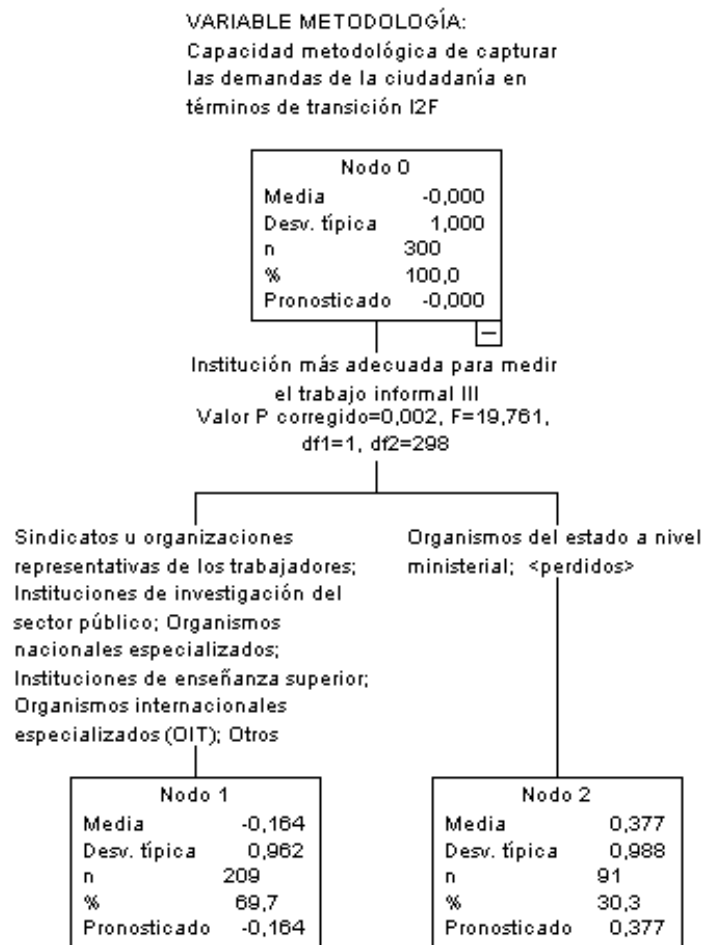 VARIABLE METODOLOGÍA:
Capacidad metodológica de capturar
las demandas de la ciudadanía en
términos de transición I2F
Nodo 0
Media -0,000
Desv. típica 1,000
n 300
% 100,0
Pronosticado -0,000
Institución más adecuada para medir
el trabajo informal III
Valor P corregido=0,002, F=19,761,
df1=1, df2=298
Sindicatos u organizaciones
representativas de los trabajadores;
Instituciones de investigación del
sector público; Organismos
nacionales especializados;
Instituciones de enseñanza superior;
Organismos internacionales
especializados (OIT); Otros
Organismos del estado a nivel
ministerial; <perdidos>
Nodo 1
Media -0,164
Desv. típica 0,962
n 209
% 69,7
Pronosticado -0,164
Nodo 2
Media 0,377
Desv. típica 0,988
n 91
% 30,3
Pronosticado 0,377